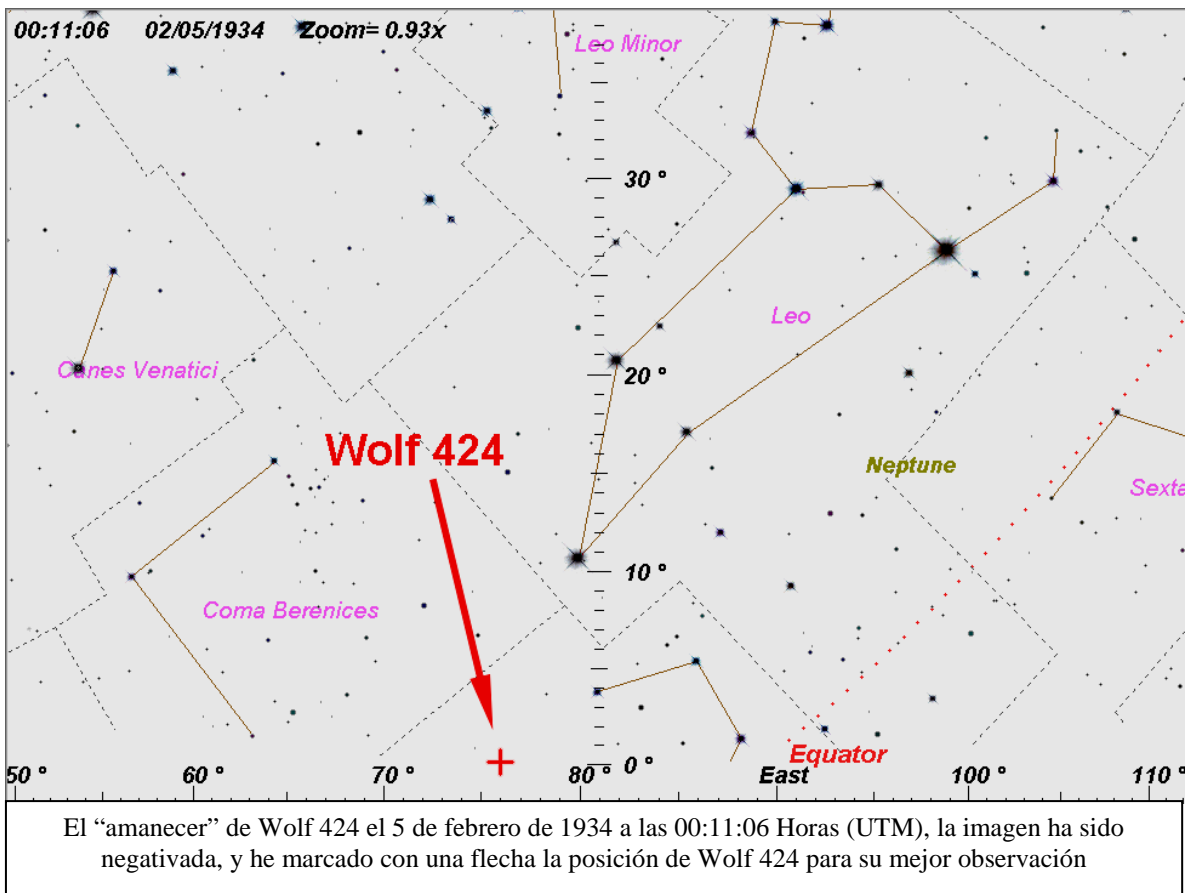 00:11:06 02/05/1934 Zoom= 0.93x
Leo Minor
30 º
Leo
Canes Venatici
20 º
Wolf 424
Neptune
Sexta
10 º
Coma Berenices
Equator
0 º
50 º 60 º 70 º 80 º East 100 º 110 º
El “amanecer” de Wolf 424 el 5 de febrero de 1934 a las 00:11:06 Horas (UTM), la imagen ha sido
negativada, y he marcado con una flecha la posición de Wolf 424 para su mejor observación